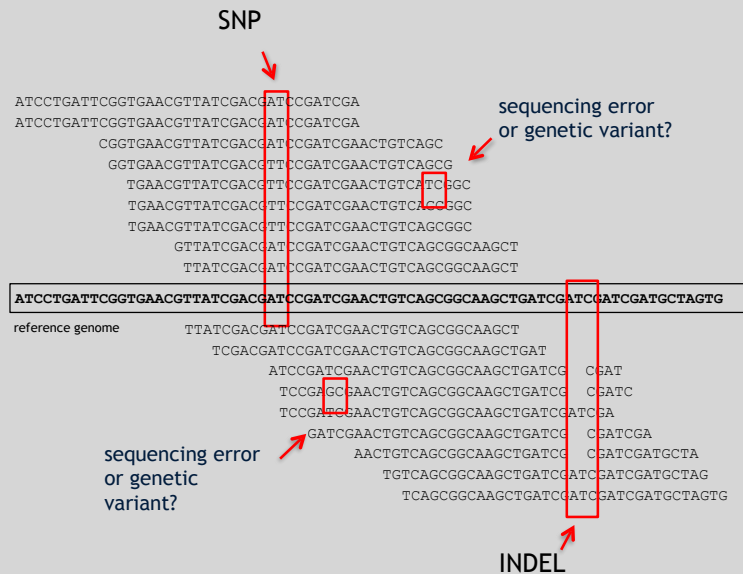 SNP
ATCCTGATTCGGTGAACGTTATCGACGATCCGATCGA
ATCCTGATTCGGTGAACGTTATCGACGATCCGATCGA
CGGTGAACGTTATCGACGATCCGATCGAACTGTCAGC
GGTGAACGTTATCGACGTTCCGATCGAACTGTCAGCG
TGAACGTTATCGACGTTCCGATCGAACTGTCATCGGC
TGAACGTTATCGACGTTCCGATCGAACTGTCAGCGGC
TGAACGTTATCGACGTTCCGATCGAACTGTCAGCGGC
GTTATCGACGATCCGATCGAACTGTCAGCGGCAAGCT
TTATCGACGATCCGATCGAACTGTCAGCGGCAAGCT
sequencing error
or genetic variant?
ATCCTGATTCGGTGAACGTTATCGACGATCCGATCGAACTGTCAGCGGCAAGCTGATCGATCGATCGATGCTAGTG
reference genome
TTATCGACGATCCGATCGAACTGTCAGCGGCAAGCT
TCGACGATCCGATCGAACTGTCAGCGGCAAGCTGAT
ATCCGATCGAACTGTCAGCGGCAAGCTGATCG CGAT
TCCGAGCGAACTGTCAGCGGCAAGCTGATCG CGATC
TCCGATCGAACTGTCAGCGGCAAGCTGATCGATCGA
GATCGAACTGTCAGCGGCAAGCTGATCG CGATCGA
AACTGTCAGCGGCAAGCTGATCG CGATCGATGCTA
TGTCAGCGGCAAGCTGATCGATCGATCGATGCTAG
TCAGCGGCAAGCTGATCGATCGATCGATGCTAGTG
sequencing error
or genetic
variant?
INDEL